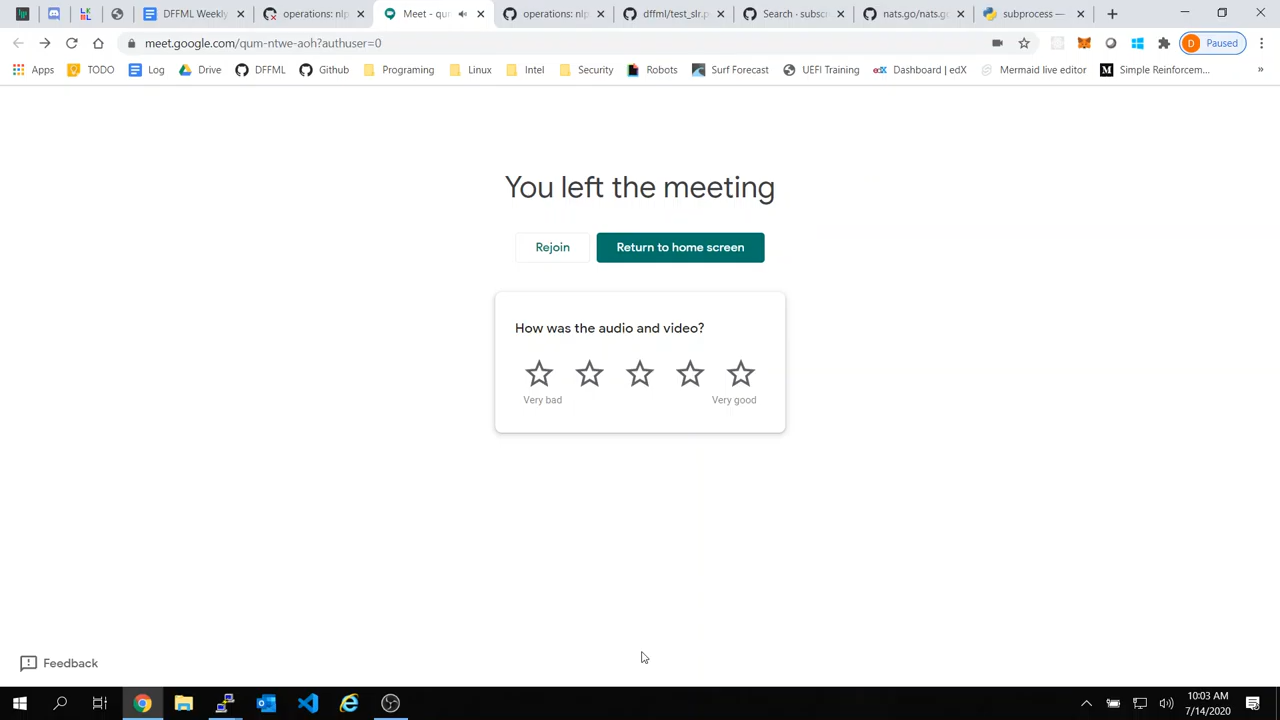 DFFML Weekly
operations: nlp
Meet - qum
operations: nlp
dffml/test_slr.p
Search · subscr
nats.go/nats.go
subprocess —
meet.google.com/qum-ntwe-aoh?authuser=0
D Paused
Apps TODO Log Drive DFFML Github Programing Linux Intel Security Robots Surf Forecast UEFI Training Dashboard | edX Mermaid live editor Simple Reinforcem... »
You left the meeting
Rejoin
Return to home screen
How was the audio and video?
Very bad
Very good
Feedback
10:03 AM
7/14/2020